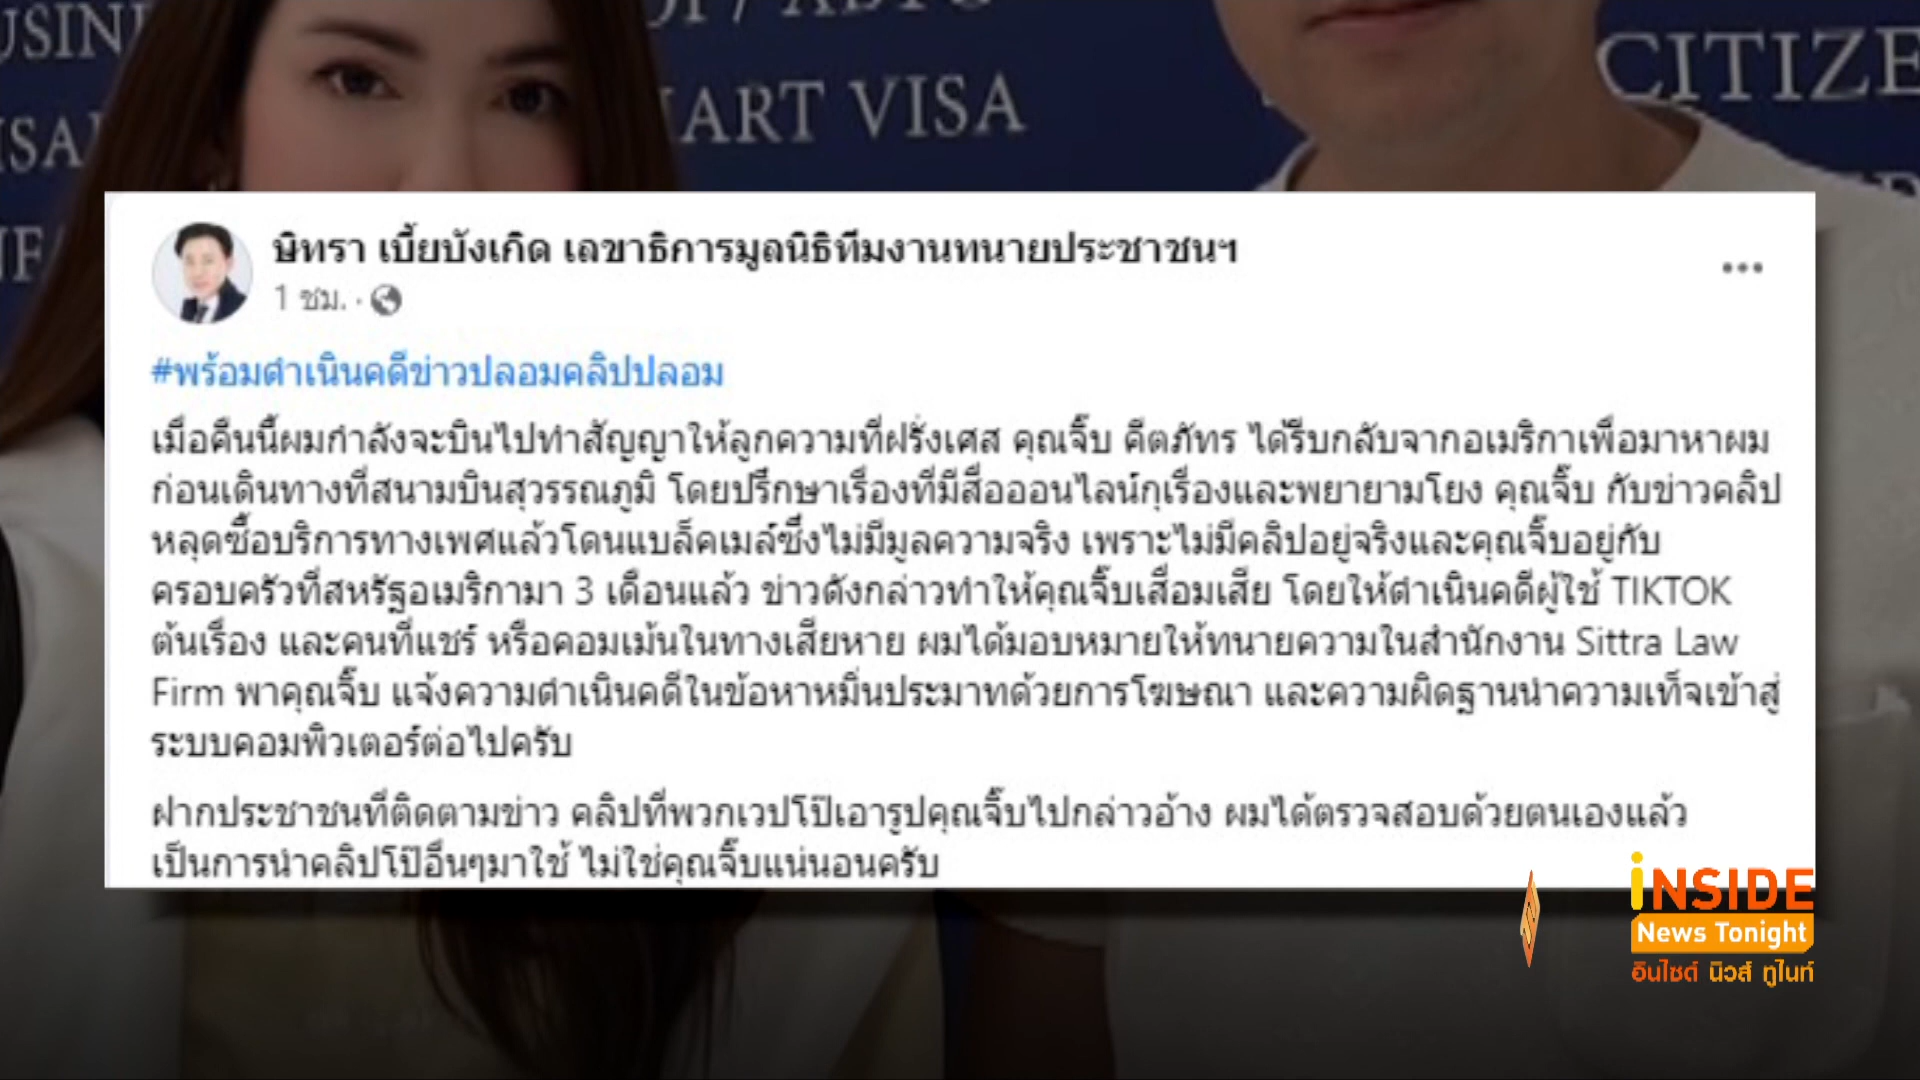 ART VISA
CITIZE
ษิทรา เบี้ยบังเกิด เลขาธิการมูลนิธิทีมงานทนายประชาชนฯ
1 ชม.
#พร้อมดำเนินคดีข่าวปลอมคลิปปลอม
เมื่อคืนนี้ผมกำลังจะบินไปทำสัญญาให้ลูกความที่ฝรั่งเศส คุณจิ๊บ คีตภัทร ได้รีบกลับจากอเมริกาเพื่อมาหาผม
ก่อนเดินทางที่สนามบินสุวรรณภูมิ โดยปรึกษาเรื่องที่มีสื่อออนไลน์กุเรื่องและพยายามโยง คุณจิ๊บ กับข่าวคลิป
หลุดซื้อบริการทางเพศแล้วโดนแบล็คเมล์ซึ่งไม่มีมูลความจริง เพราะไม่มีคลิปอยู่จริงและคุณจิ๊บอยู่กับ
ครอบครัวที่สหรัฐอเมริกามา 3 เดือนแล้ว ข่าวดังกล่าวทำให้คุณจิ๊บเสื่อมเสีย โดยให้ดำเนินคดีผู้ใช้ TIKTOK
ต้นเรื่อง และคนที่แชร์ หรือคอมเม้นในทางเสียหาย ผมได้มอบหมายให้ทนายความในสำนักงาน Sittra Law
Firm พาคุณจิ๊บ แจ้งความดำเนินคดีในข้อหาหมิ่นประมาทด้วยการโฆษณา และความผิดฐานนำความเท็จเข้าสู่
ระบบคอมพิวเตอร์ต่อไปครับ
ฝากประชาชนที่ติดตามข่าว คลิปที่พวกเวปโป๊เอารูปคุณจิ๊บไปกล่าวอ้าง ผมได้ตรวจสอบด้วยตนเองแล้ว
เป็นการนำคลิปโป๊อื่นๆมาใช้ ไม่ใช่คุณจิ๊บแน่นอนครับ
iNSIDE
News Tonight
อินไซด์ นิวส์ ทูไนท์